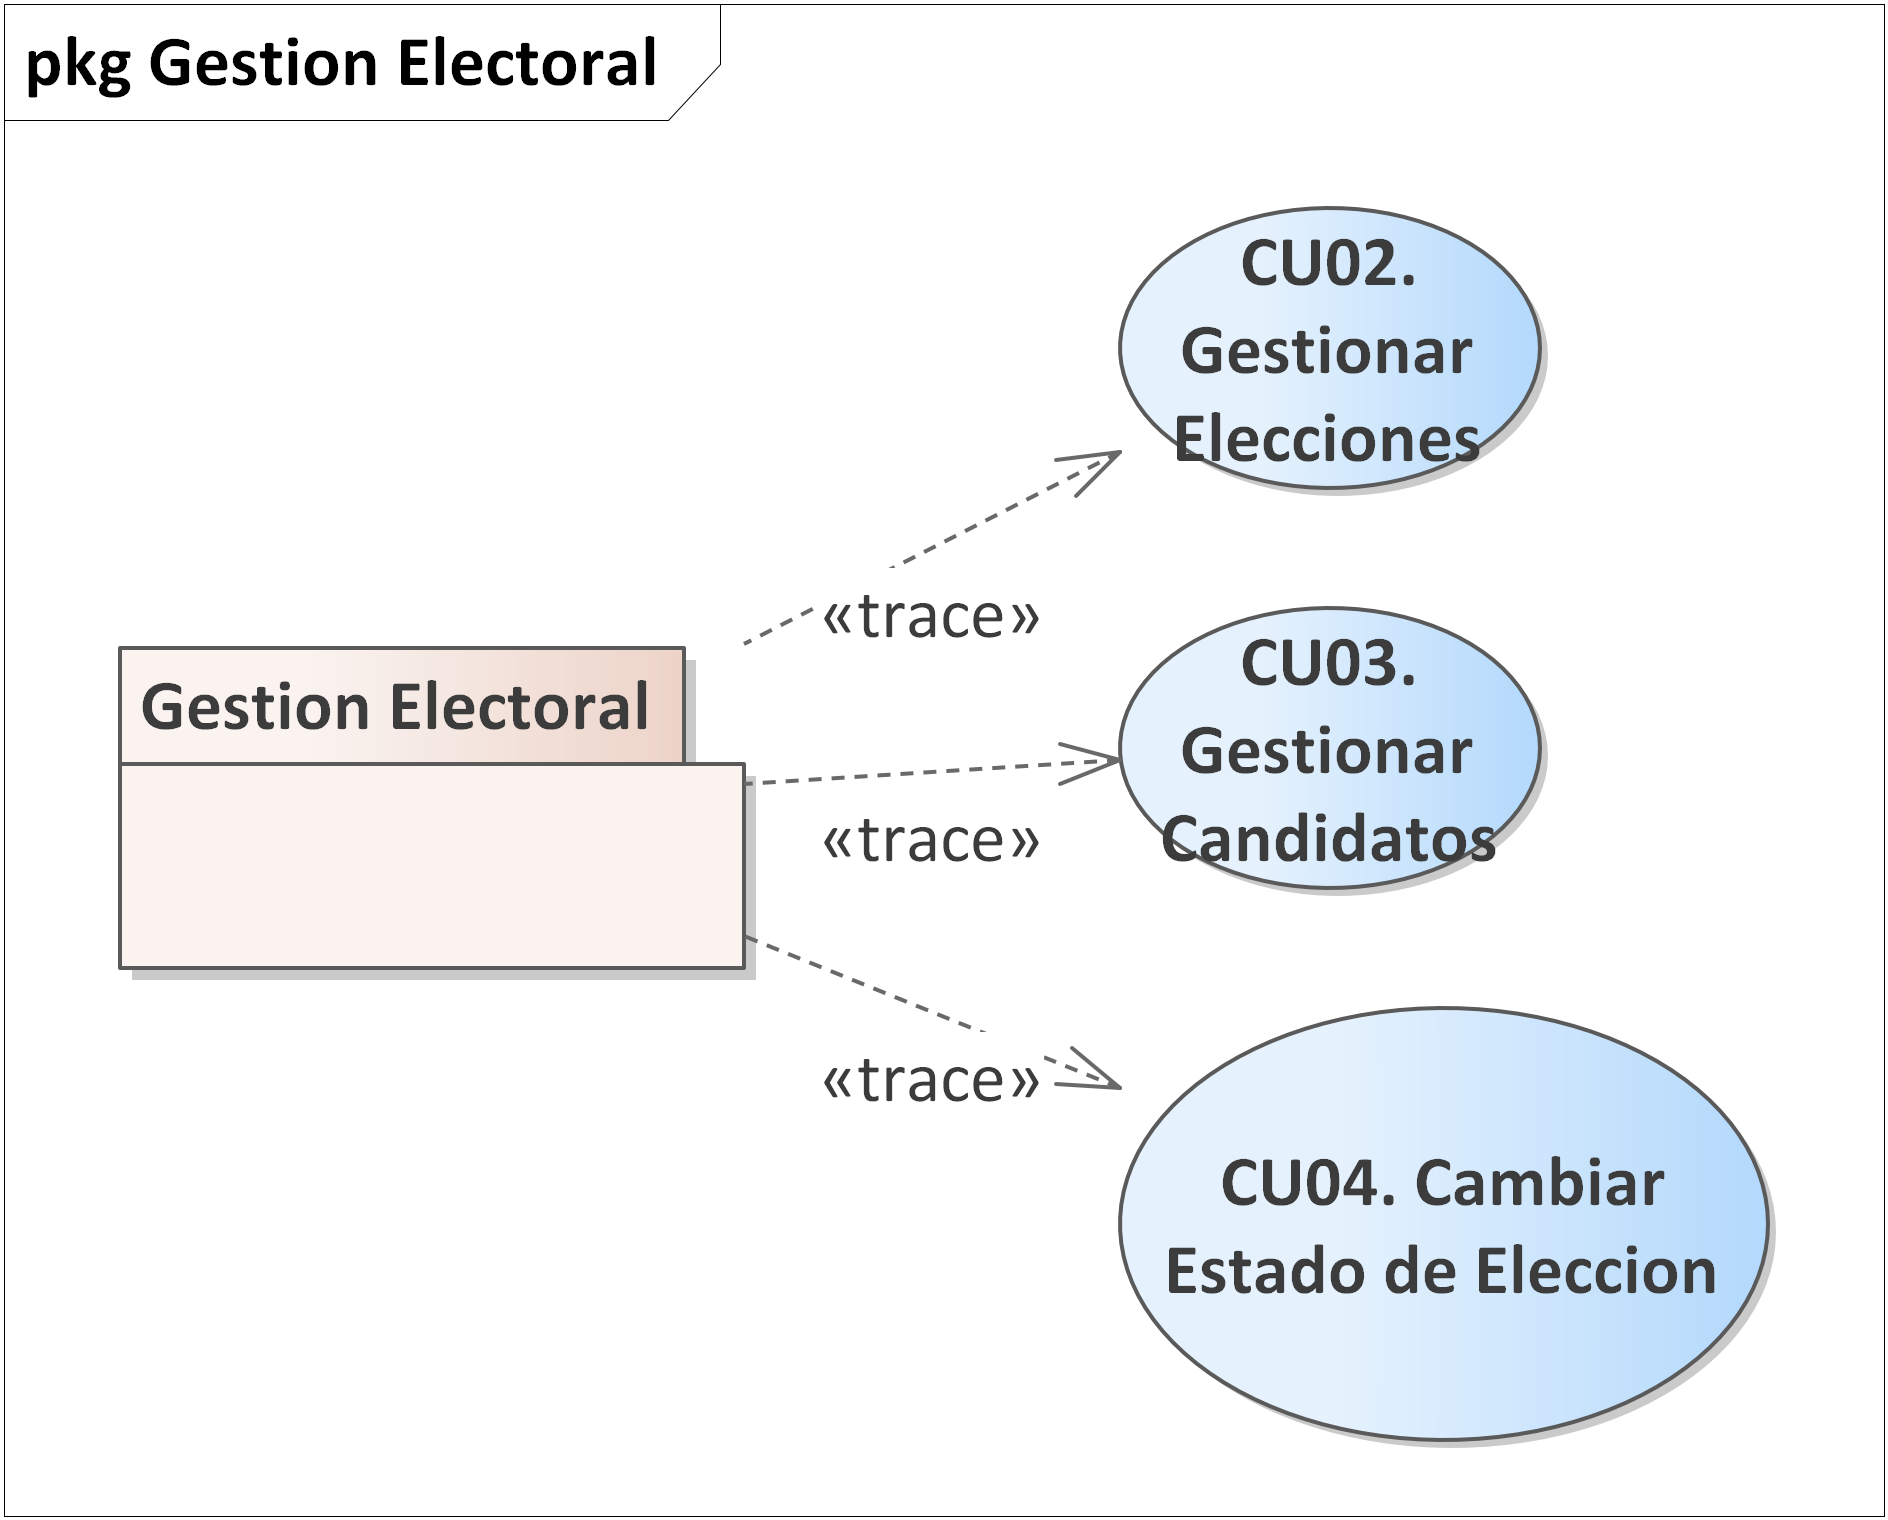 pkg Gestion Electoral
CU02.
Gestionar
Elecciones
«trace»
CU03.
Gestionar
Candidatos
Gestion Electoral
«trace»
«trace»
CU04. Cambiar
Estado de Eleccion